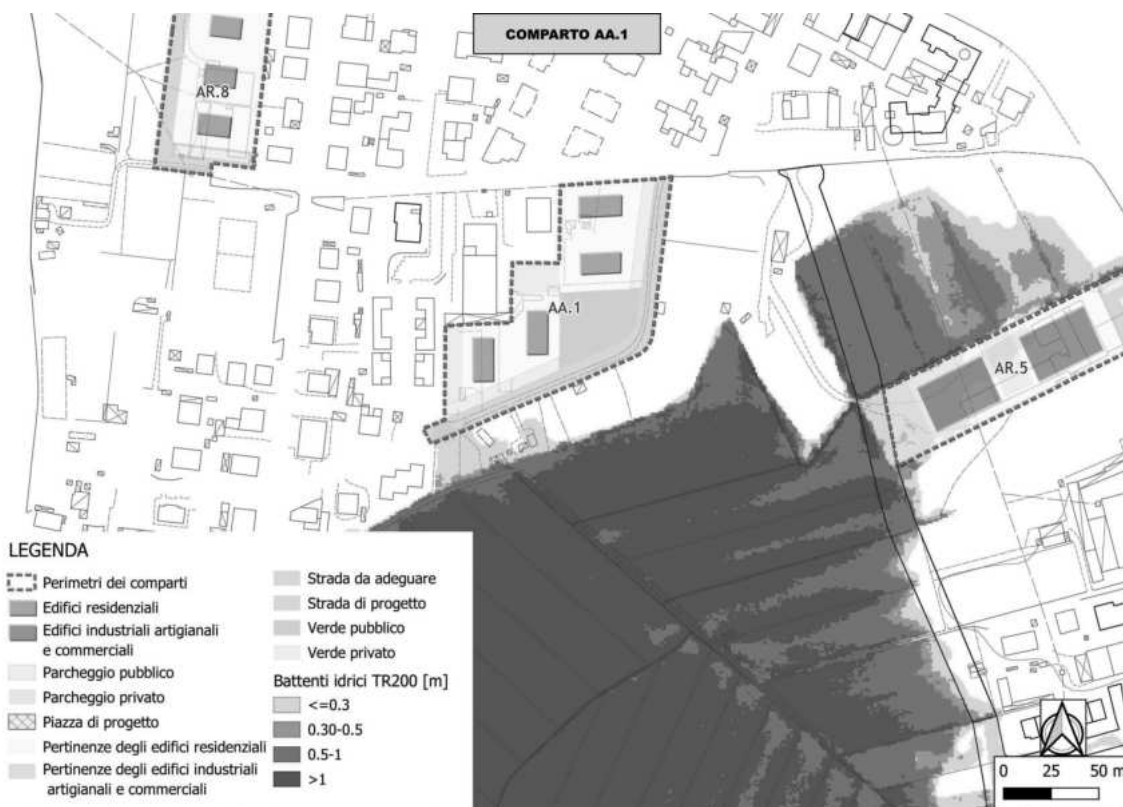 COMPARTO AA.1
AR.8
AA.1
AR.5
LEGENDA
Perimetri dei comparti
Edifici residenziali
Edifici industriali artigianali
e commerciali
Parcheggio pubblico
Parcheggio privato
Piazza di progetto
Pertinenze degli edifici residenziali
Pertinenze degli edifici industriali
artigianali e commerciali
Strada da adeguare
Strada di progetto
Verde pubblico
Verde privato
Battenti idrici TR200 [m]
<=0.3
0.30-0.5
0.5-1
>1
0 25 50 m